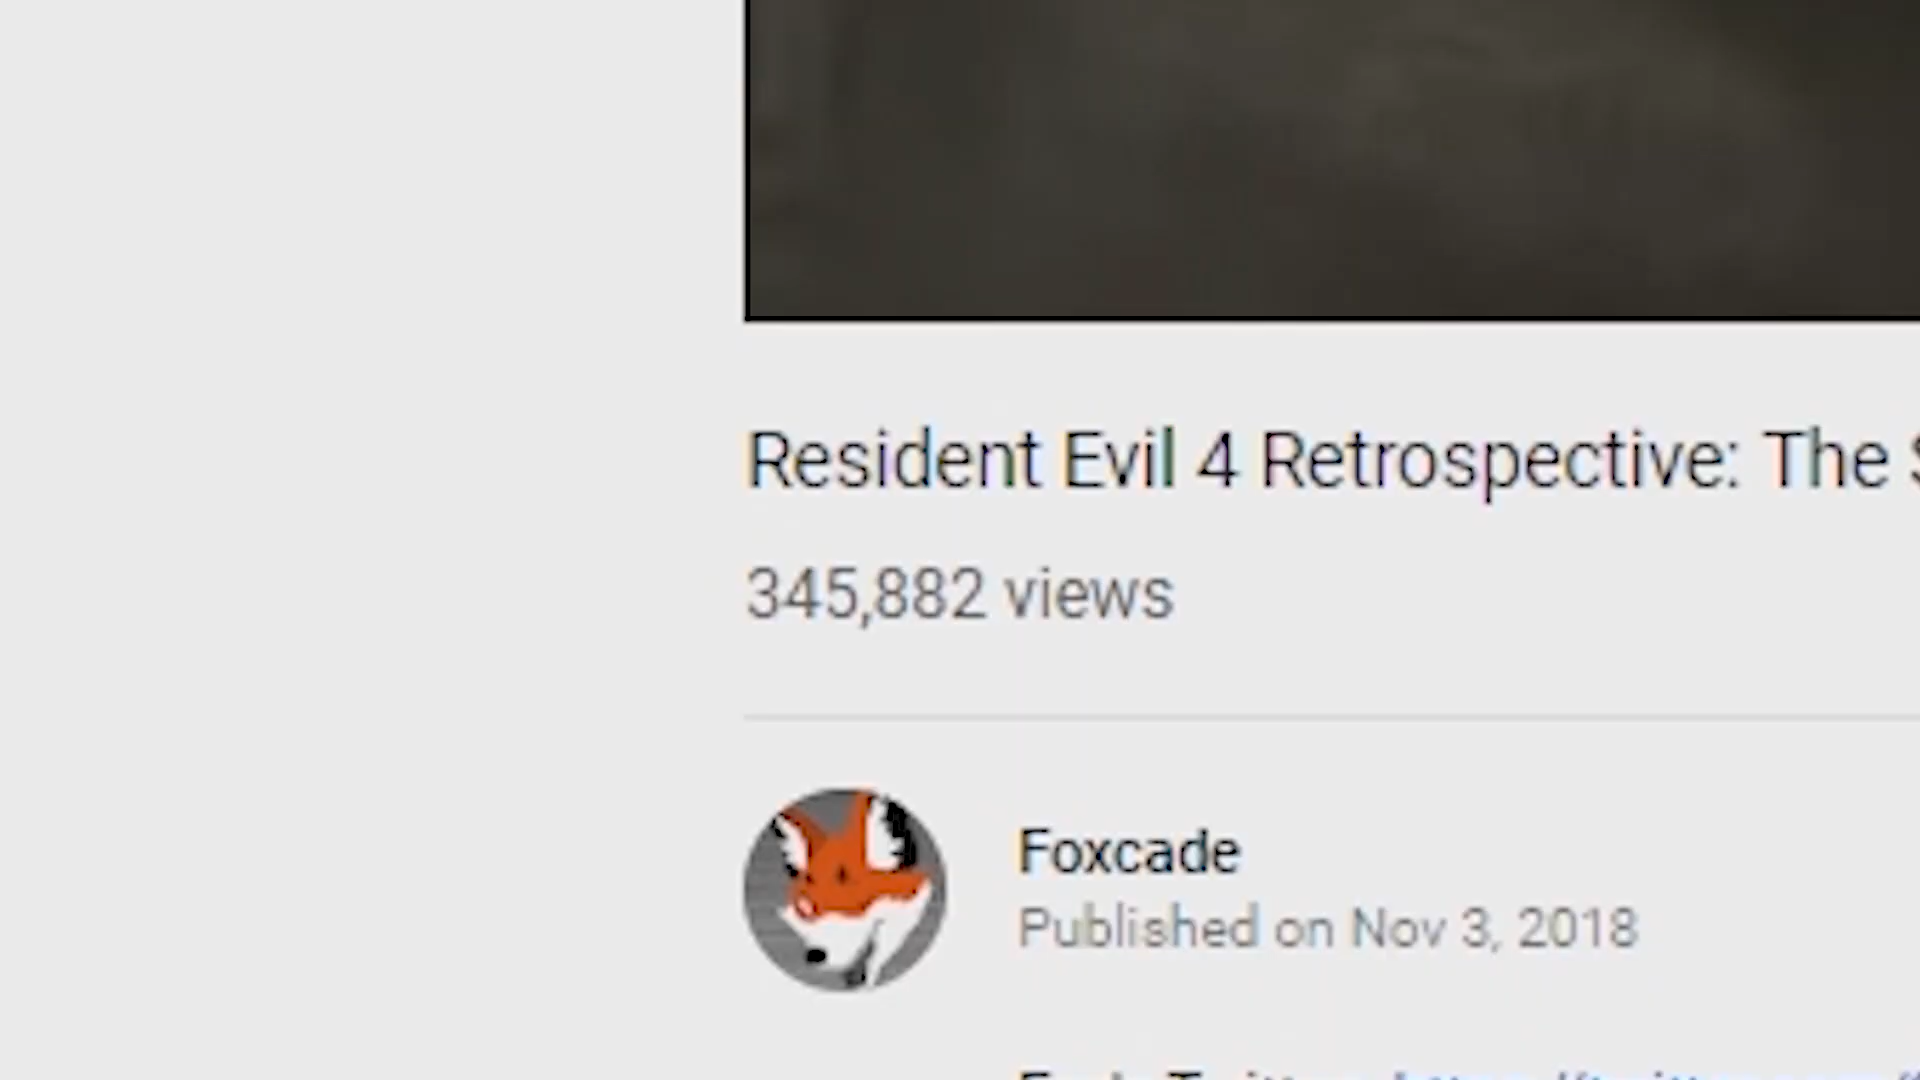 Resident Evil 4 Retrospective: The
345,882 views
Foxcade
Published on Nov 3, 2018